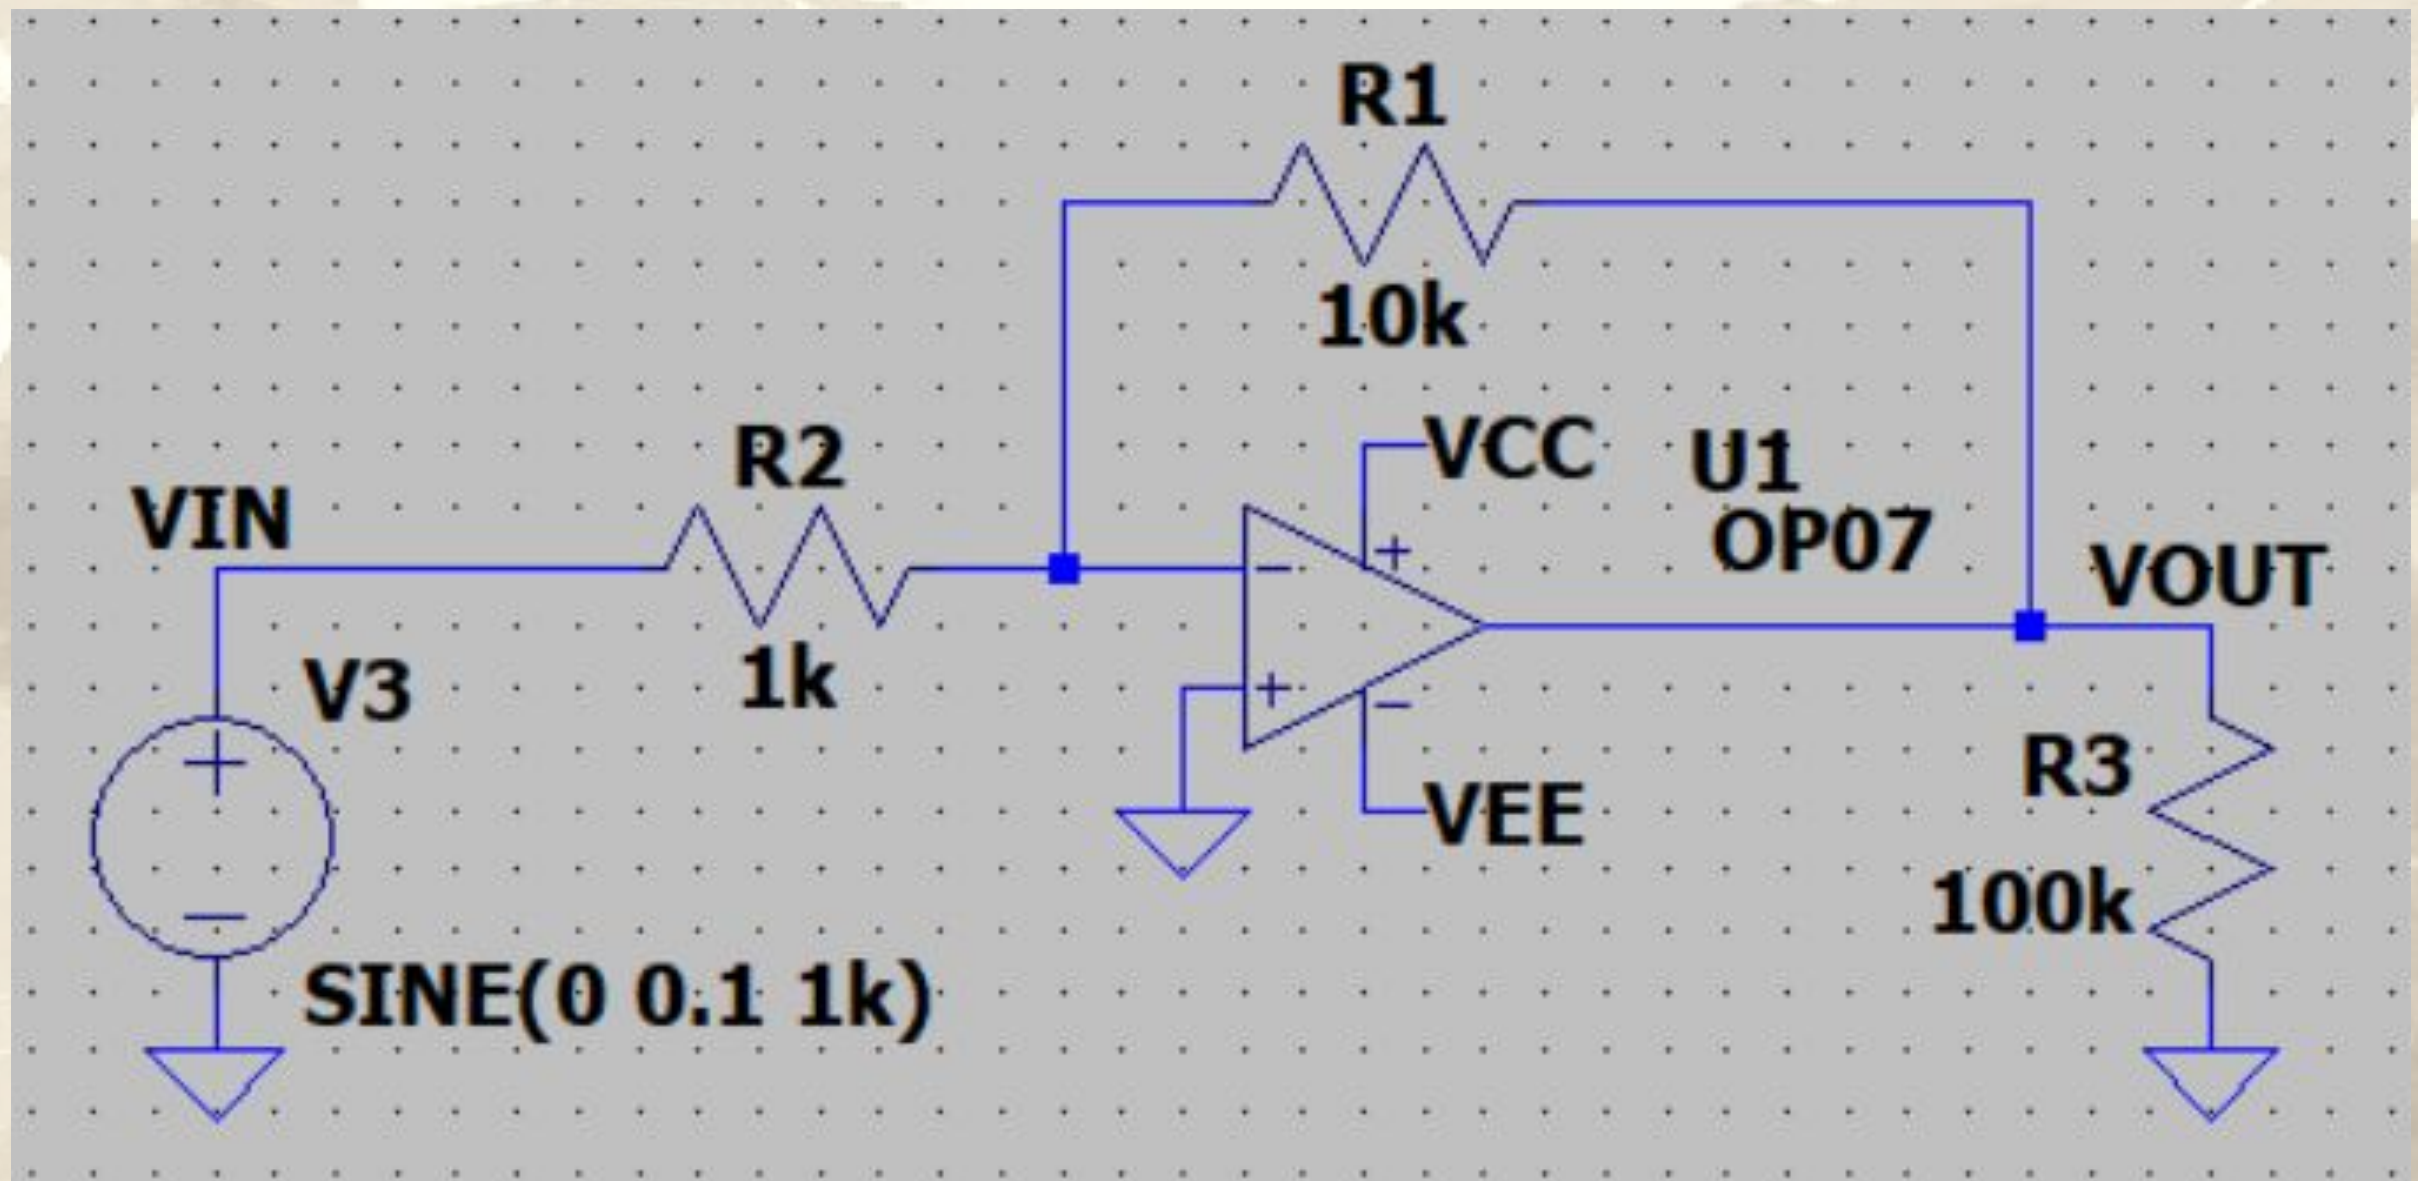 R1
10k
R2
VCC
U1
OP07
VIN
VOUT
1k
V3
R3
VEE
100k
SINE(0 0.1 1k)